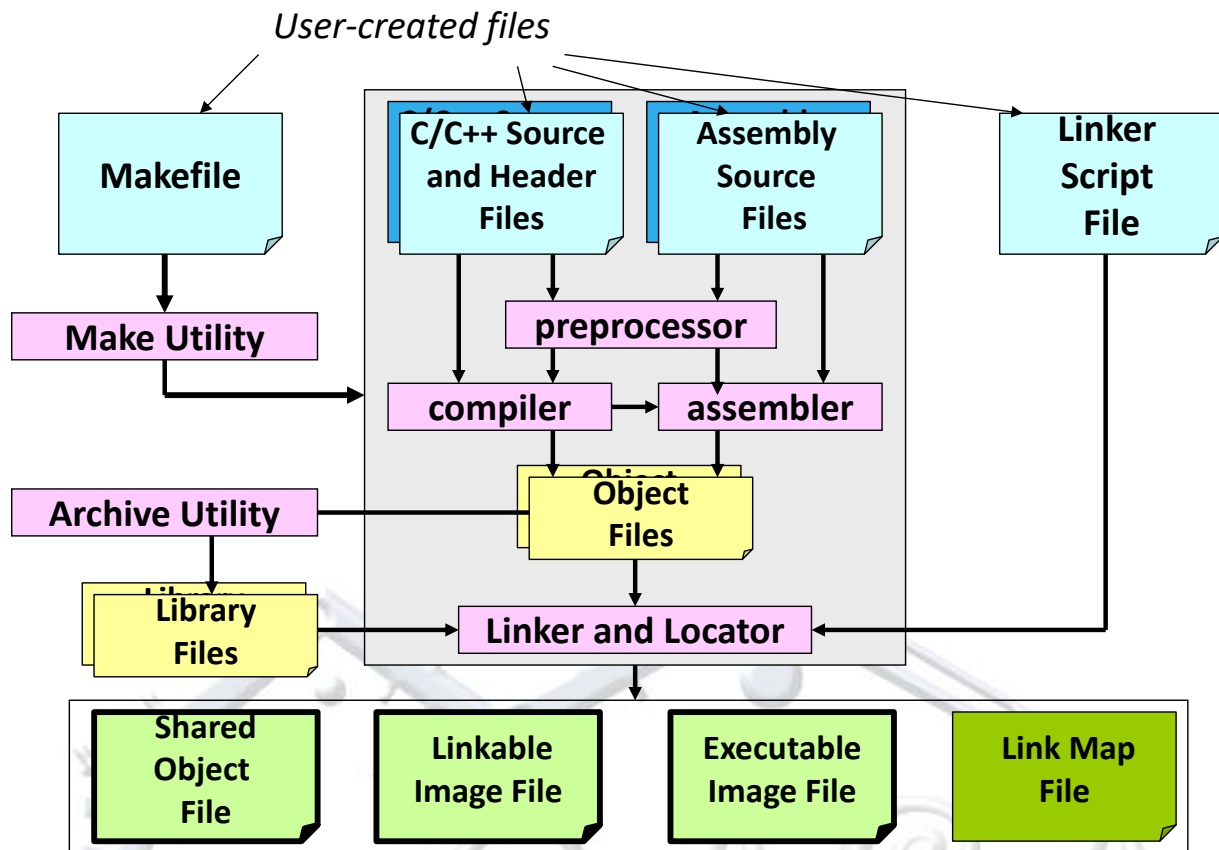 User-created files
Makefile
C/C++ Source
and Header
Files
Assembly
Source
Files
Linker
Script
File
Make Utility
preprocessor
compiler
assembler
Archive Utility
Object
Object
Files
Library
Library
Files
Linker and Locator
Shared
Object
File
Linkable
Image File
Executable
Image File
Link Map
File